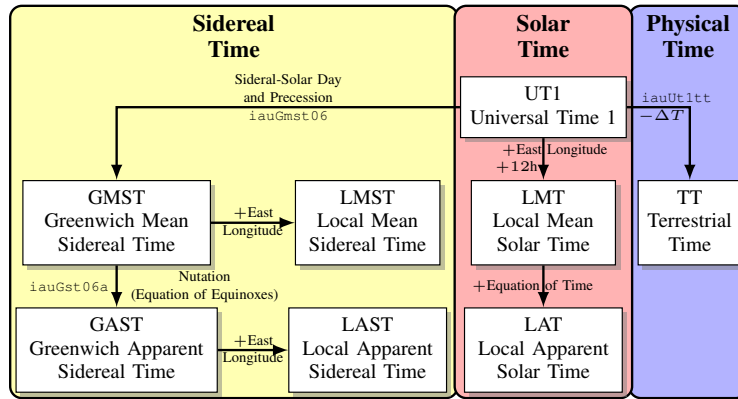 Sidereal
Time
Solar
Time
Physical
Time
Sideral-Solar Day
and Precession
iauGmst06
UT1
Universal Time 1
iauUt1tt
−ΔT
+East Longitude
+12h
GMST
Greenwich Mean
Sidereal Time
+East
Longitude
LMST
Local Mean
Sidereal Time
LMT
Local Mean
Solar Time
TT
Terrestrial
Time
iauGst06a
Nutation
(Equation of Equinoxes)
+Equation of Time
GAST
Greenwich Apparent
Sidereal Time
+East
Longitude
LAST
Local Apparent
Sidereal Time
LAT
Local Apparent
Solar Time